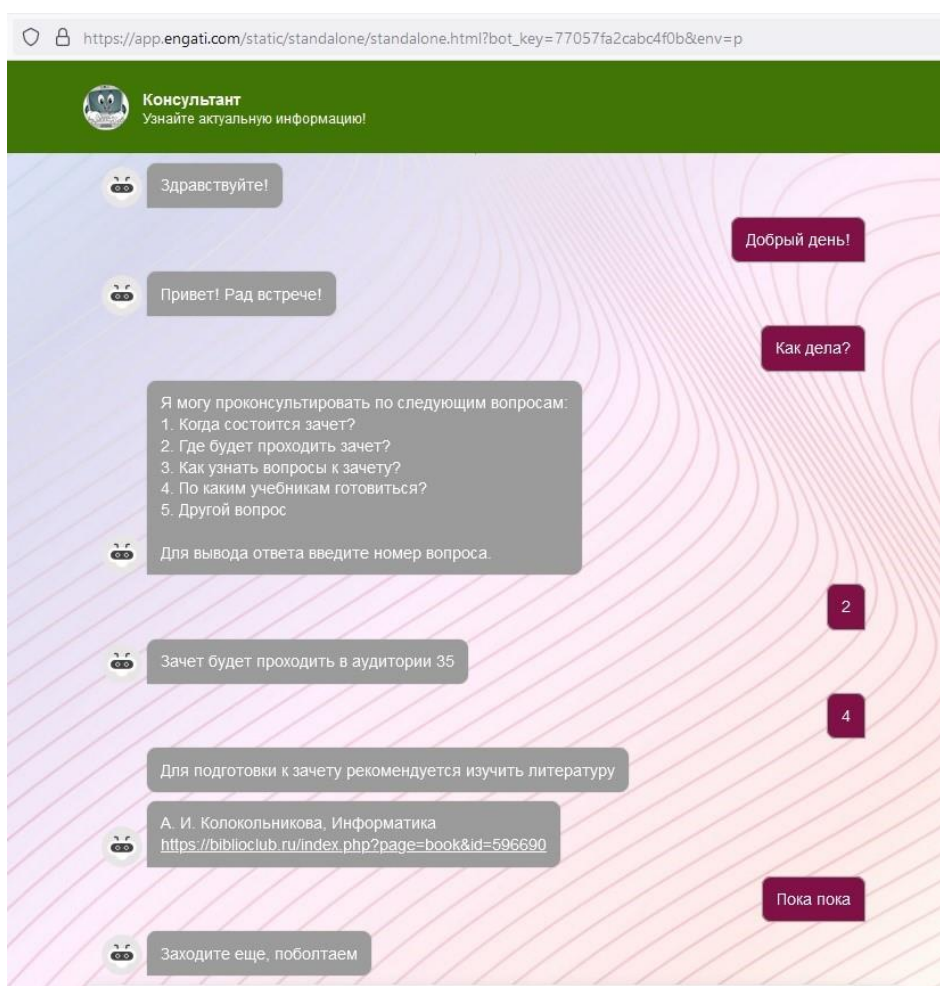 https://app.engati.com/static/standalone/standalone.html?bot_key=77057fa2cabc4f0b&env=p
Консультант
Узнайте актуальную информацию!
Здравствуйте!
Добрый день!
Привет! Рад встрече!
Как дела?
Я могу проконсультировать по следующим вопросам:
1. Когда состоится зачет?
2. Где будет проходить зачет?
3. Как узнать вопросы к зачету?
4. По каким учебникам готовиться?
5. Другой вопрос
Для вывода ответа введите номер вопроса.
2
Зачет будет проходить в аудитории 35
4
Для подготовки к зачету рекомендуется изучить литературу
А. И. Колокольникова, Информатика
https://biblioclub.ru/index.php?page=book&id=596690
Пока пока
Заходите еще, поболтаем